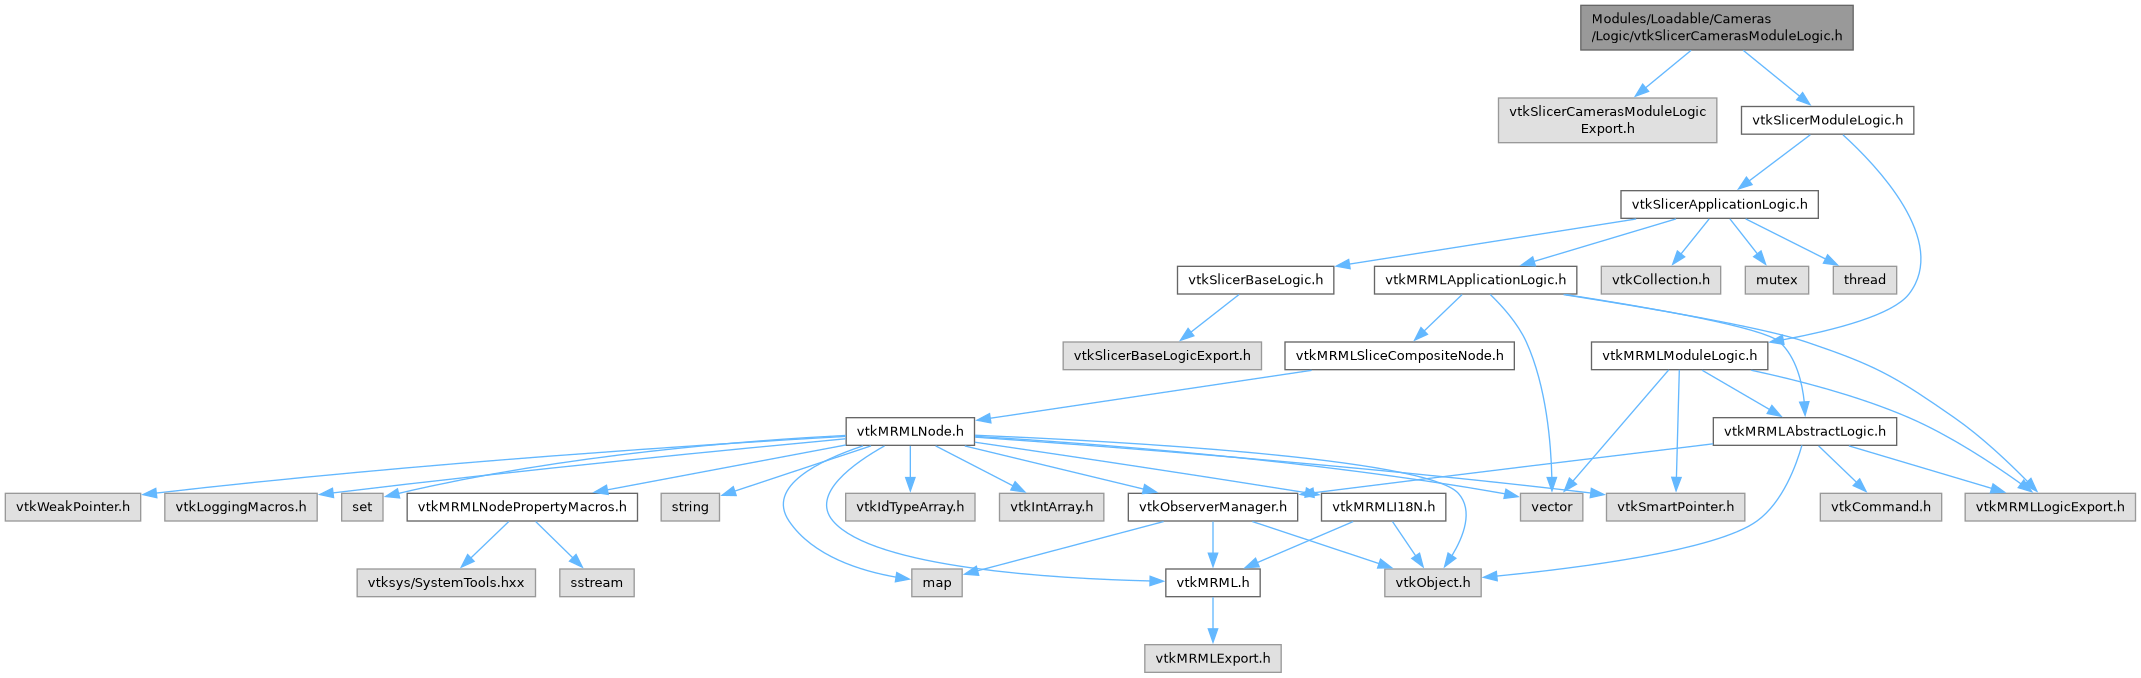 Modules/Loadable/Cameras
/Logic/vtkSlicerCamerasModuleLogic.h
vtkSlicerCamerasModuleLogic
Export.h
vtkSlicerModuleLogic.h
vtkSlicerApplicationLogic.h
vtkSlicerBaseLogic.h
vtkMRMLApplicationLogic.h
vtkCollection.h
mutex
thread
vtkSlicerBaseLogicExport.h
vtkMRMLSliceCompositeNode.h
vtkMRMLModuleLogic.h
vtkMRMLNode.h
vtkMRMLAbstractLogic.h
vtkWeakPointer.h
vtkLoggingMacros.h
set
vtkMRMLNodePropertyMacros.h
string
vtkIdTypeArray.h
vtkIntArray.h
vtkObserverManager.h
vtkMRMLI18N.h
vector
vtkSmartPointer.h
vtkCommand.h
vtkMRMLLogicExport.h
vtksys/SystemTools.hxx
sstream
map
vtkMRML.h
vtkObject.h
vtkMRMLExport.h